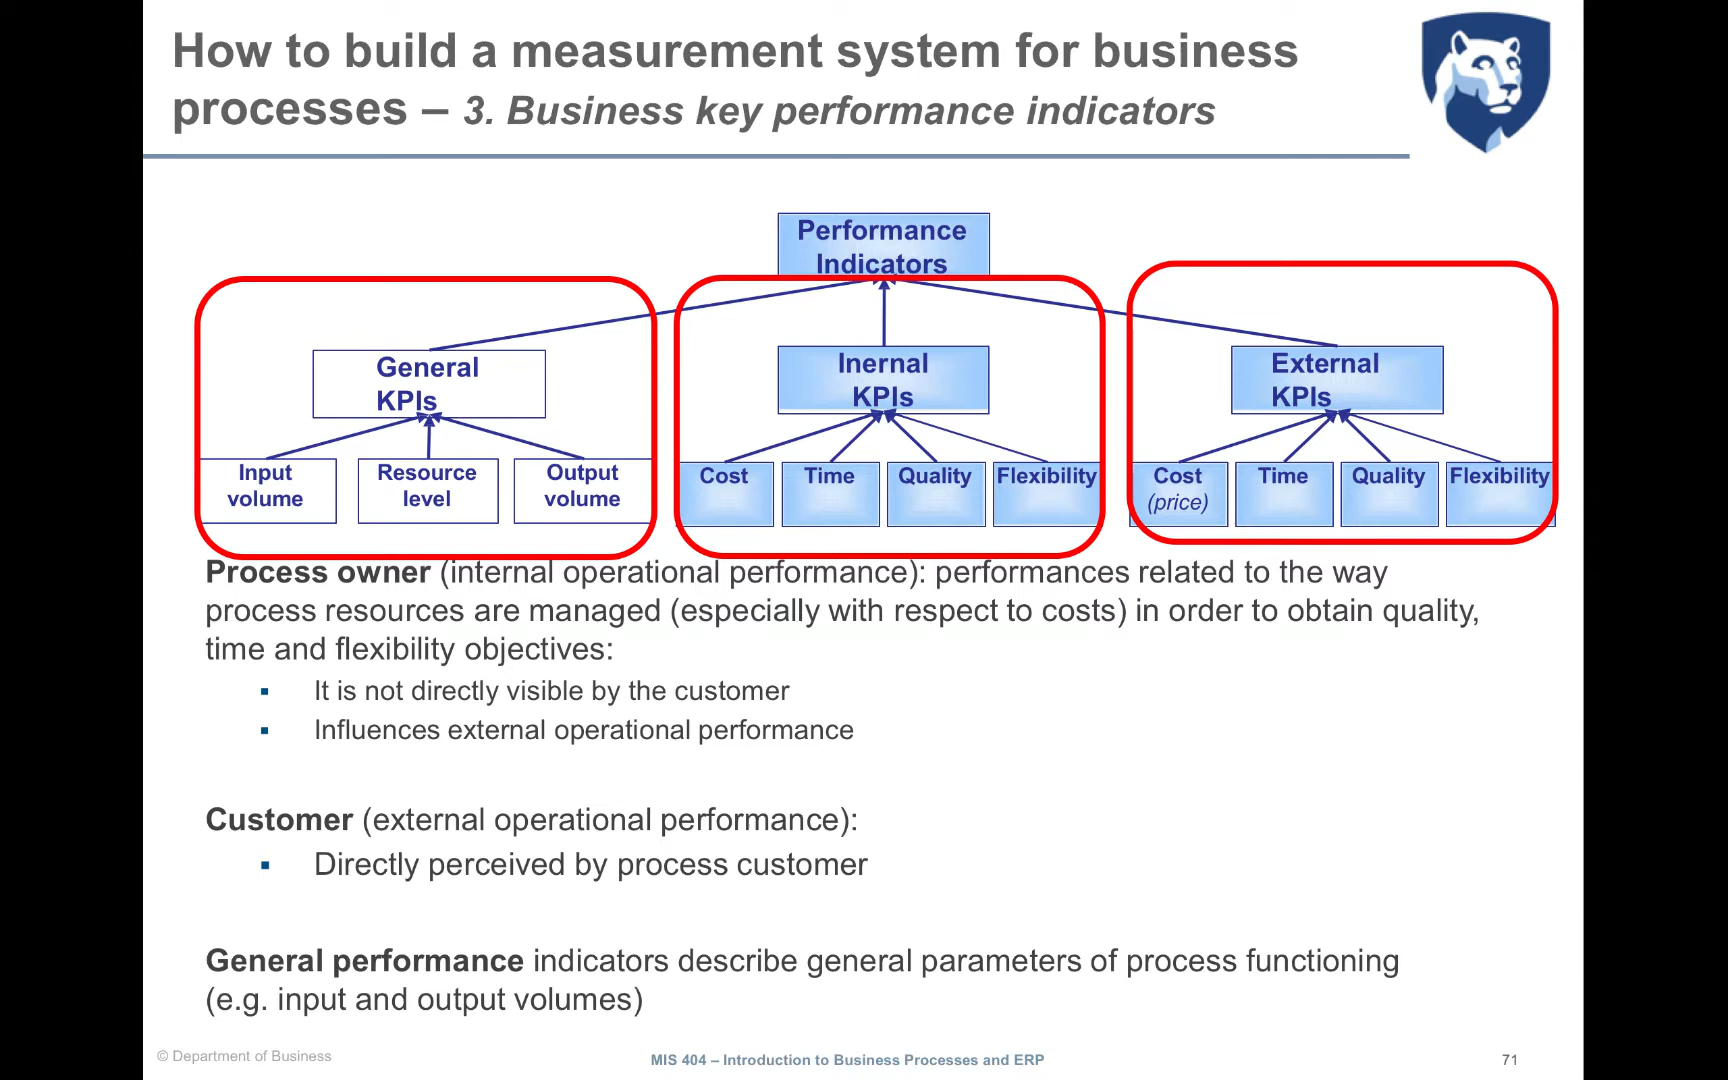 How to build a measurement system for business
processes – 3. Business key performance indicators
Performance
Indicators
General
KPIs
Inernal
KPIs
External
KPIs
Input
volume
Resource
level
Output
volume
Cost
Time
Quality
Flexibility
Cost
(price)
Time
Quality
Flexibility
Process owner (internal operational performance): performances related to the way
process resources are managed (especially with respect to costs) in order to obtain quality,
time and flexibility objectives:
▪ It is not directly visible by the customer
▪ Influences external operational performance
Customer (external operational performance):
▪ Directly perceived by process customer
General performance indicators describe general parameters of process functioning
(e.g. input and output volumes)
© Department of Business
MIS 404 – Introduction to Business Processes and ERP
71